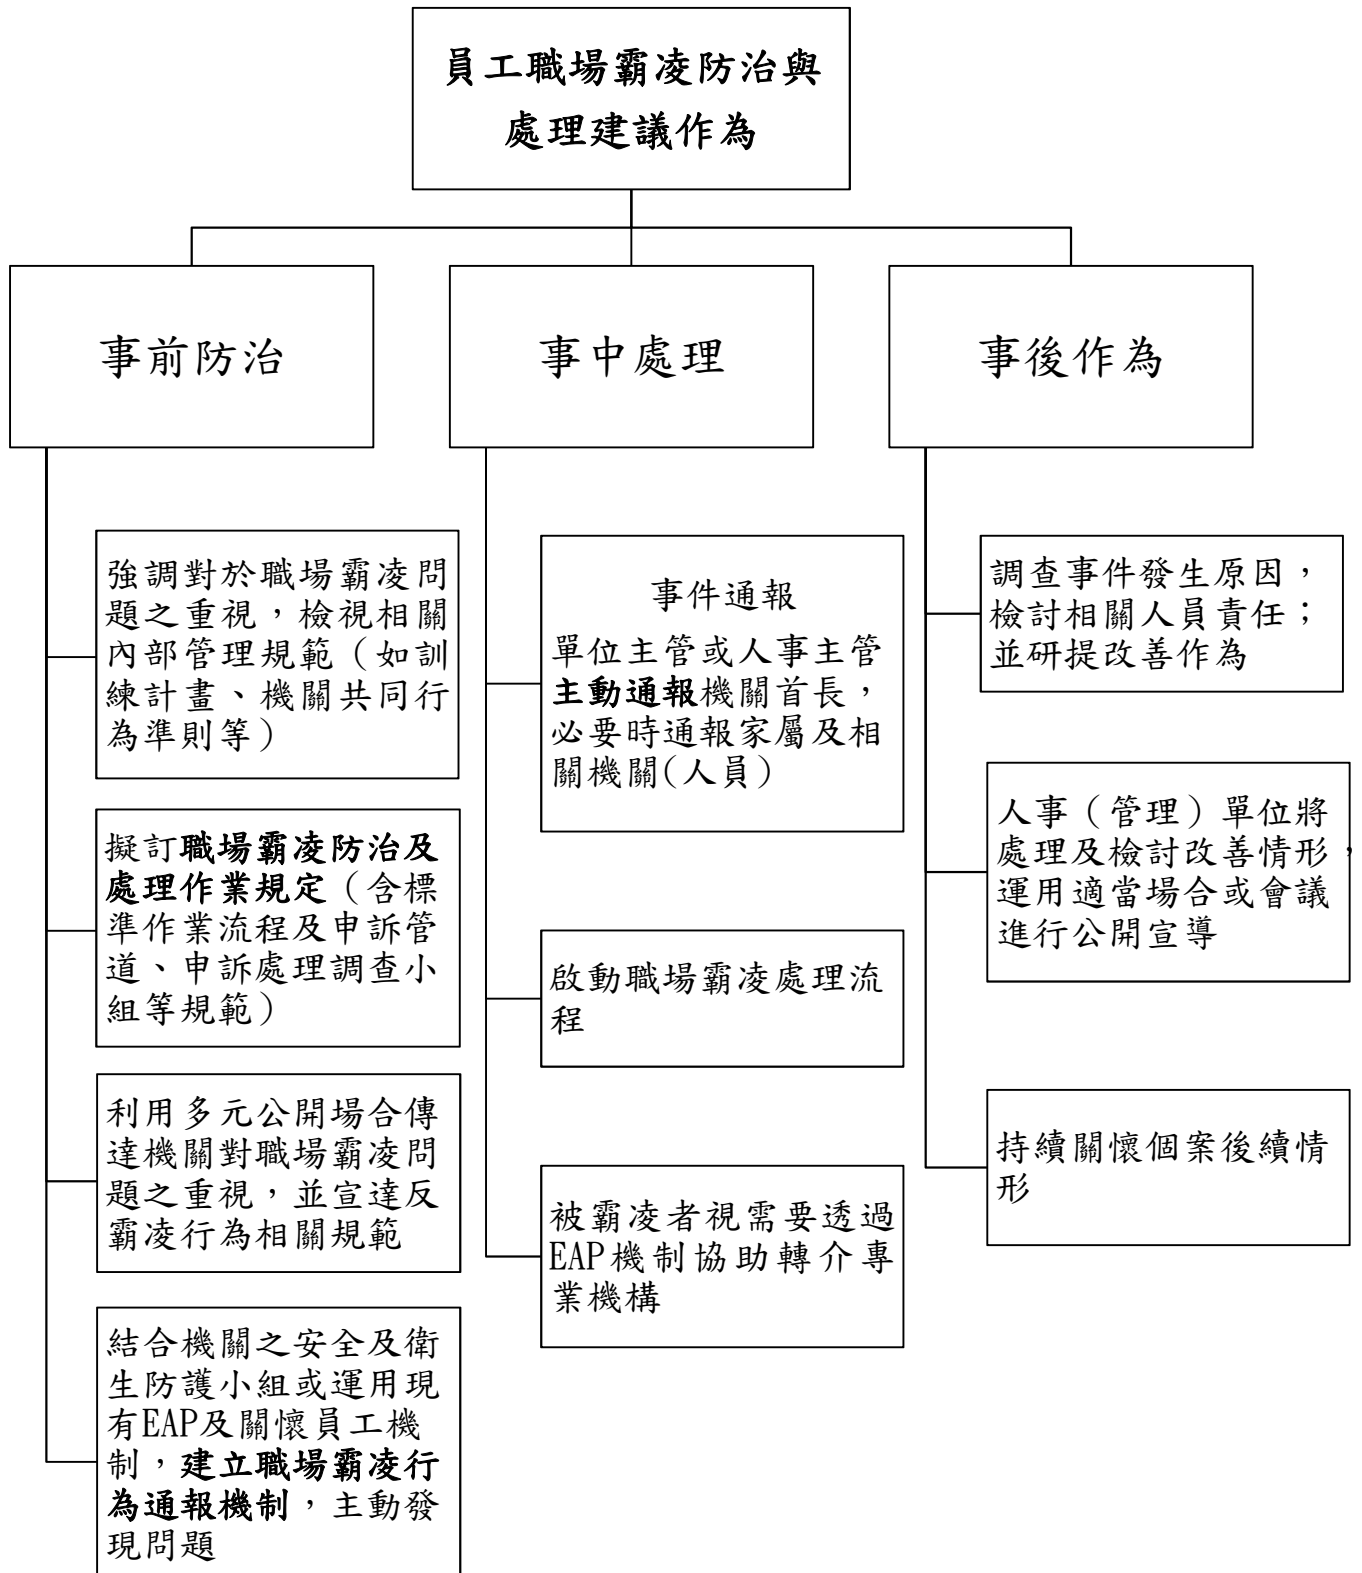 員工職場霸凌防治與
處理建議作為
事前防治
強調對於職場霸凌問
題之重視，檢視相關
內部管理規範（如訓
練計畫、機關共同行
為準則等）
擬訂職場霸凌防治及
處理作業規定（含標
準作業流程及申訴管
道、申訴處理調查小
組等規範）
利用多元公開場合傳
達機關對職場霸凌問
題之重視，並宣達反
霸凌行為相關規範
結合機關之安全及衛
生防護小組或運用現
有EAP及關懷員工機
制，建立職場霸凌行
為通報機制，主動發
現問題
事中處理
事件通報
單位主管或人事主管
主動通報機關首長，
必要時通報家屬及相
關機關(人員)
啟動職場霸凌處理流
程
被霸凌者視需要透過
EAP機制協助轉介專
業機構
事後作為
調查事件發生原因，
檢討相關人員責任；
並研提改善作為
人事（管理）單位將
處理及檢討改善情形，
運用適當場合或會議
進行公開宣導
持續關懷個案後續情
形